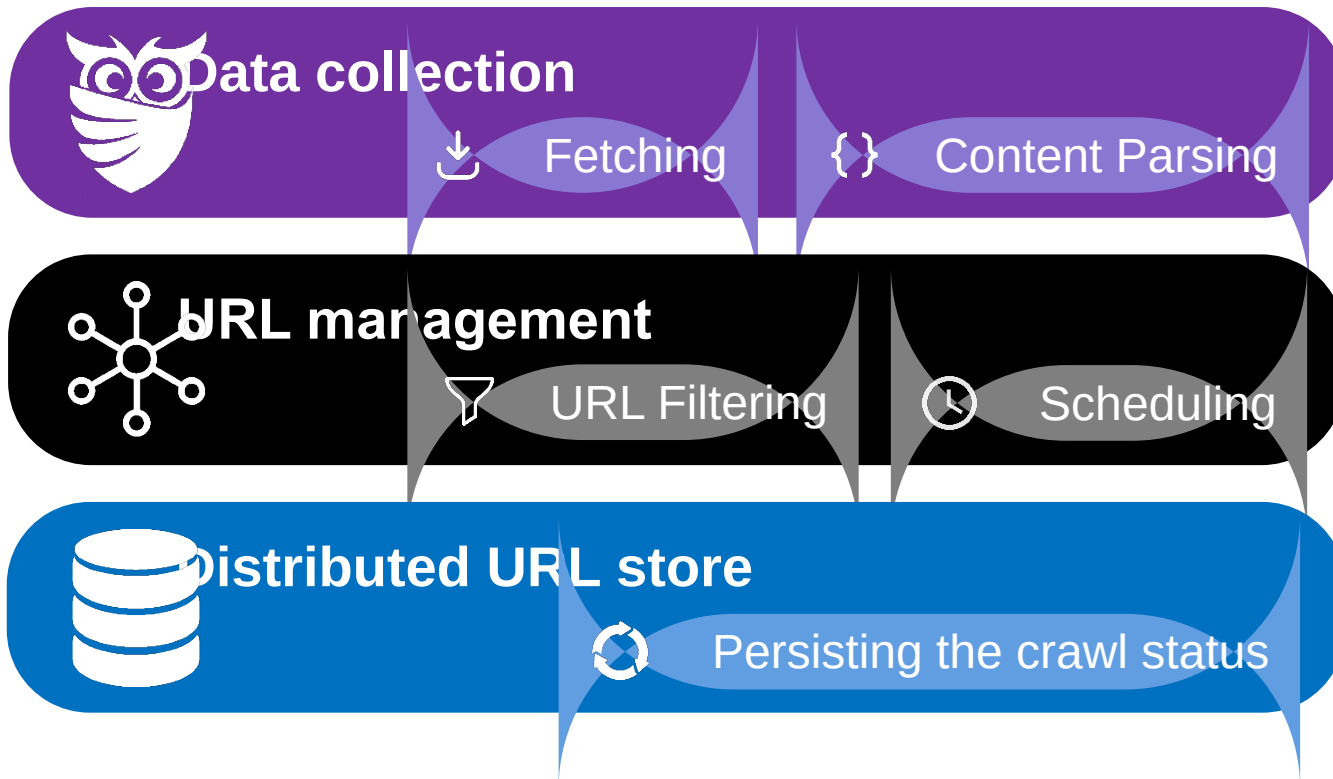 Data collection
Fetching
Content Parsing
URL management
URL Filtering
Scheduling
Distributed URL store
Persisting the crawl status